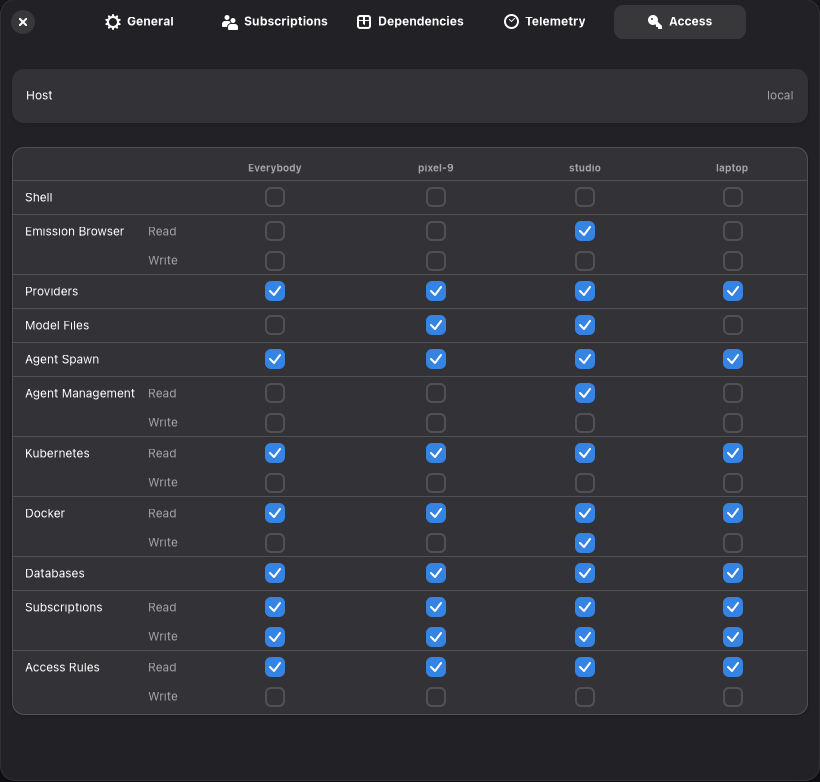 General Subscriptions Dependencies Telemetry Access
Host local
Everybody pixel-9 studio laptop
Shell
Emission Browser Read
Write
Providers
Model Files
Agent Spawn
Agent Management Read
Write
Kubernetes Read
Write
Docker Read
Write
Databases
Subscriptions Read
Write
Access Rules Read
Write